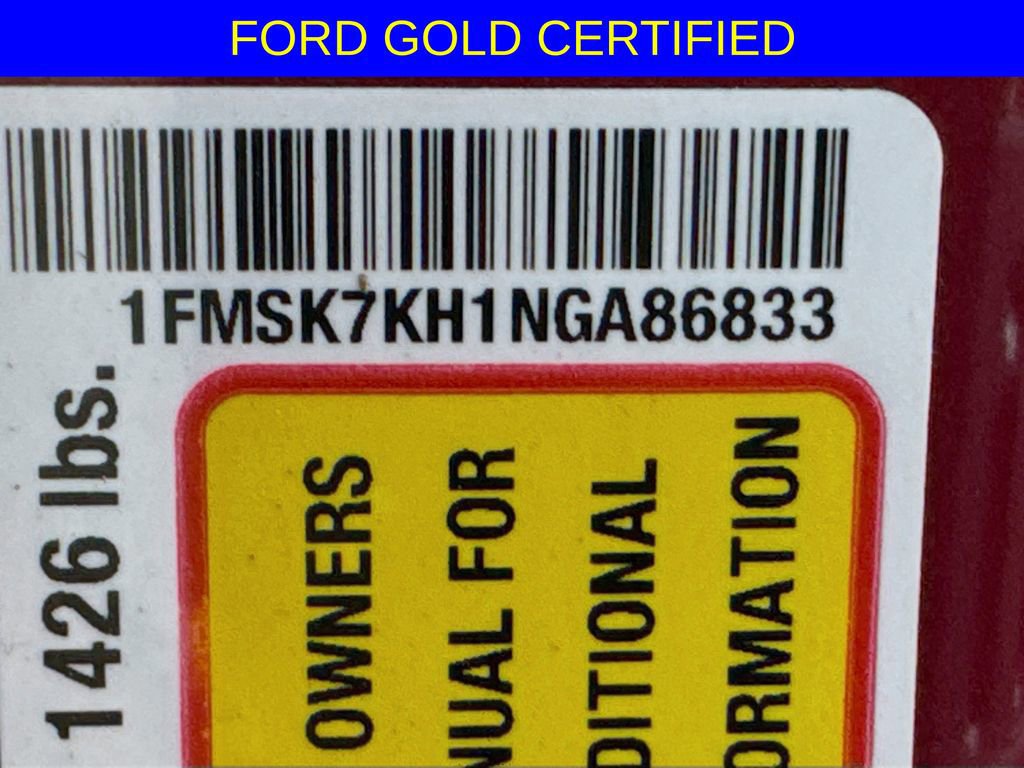 FORD GOLD CERTIFIED
1FMSK7KH1NGA86833
1426 lbs.
OWNERS
NUAL FOR
DITIONAL
ORMATION